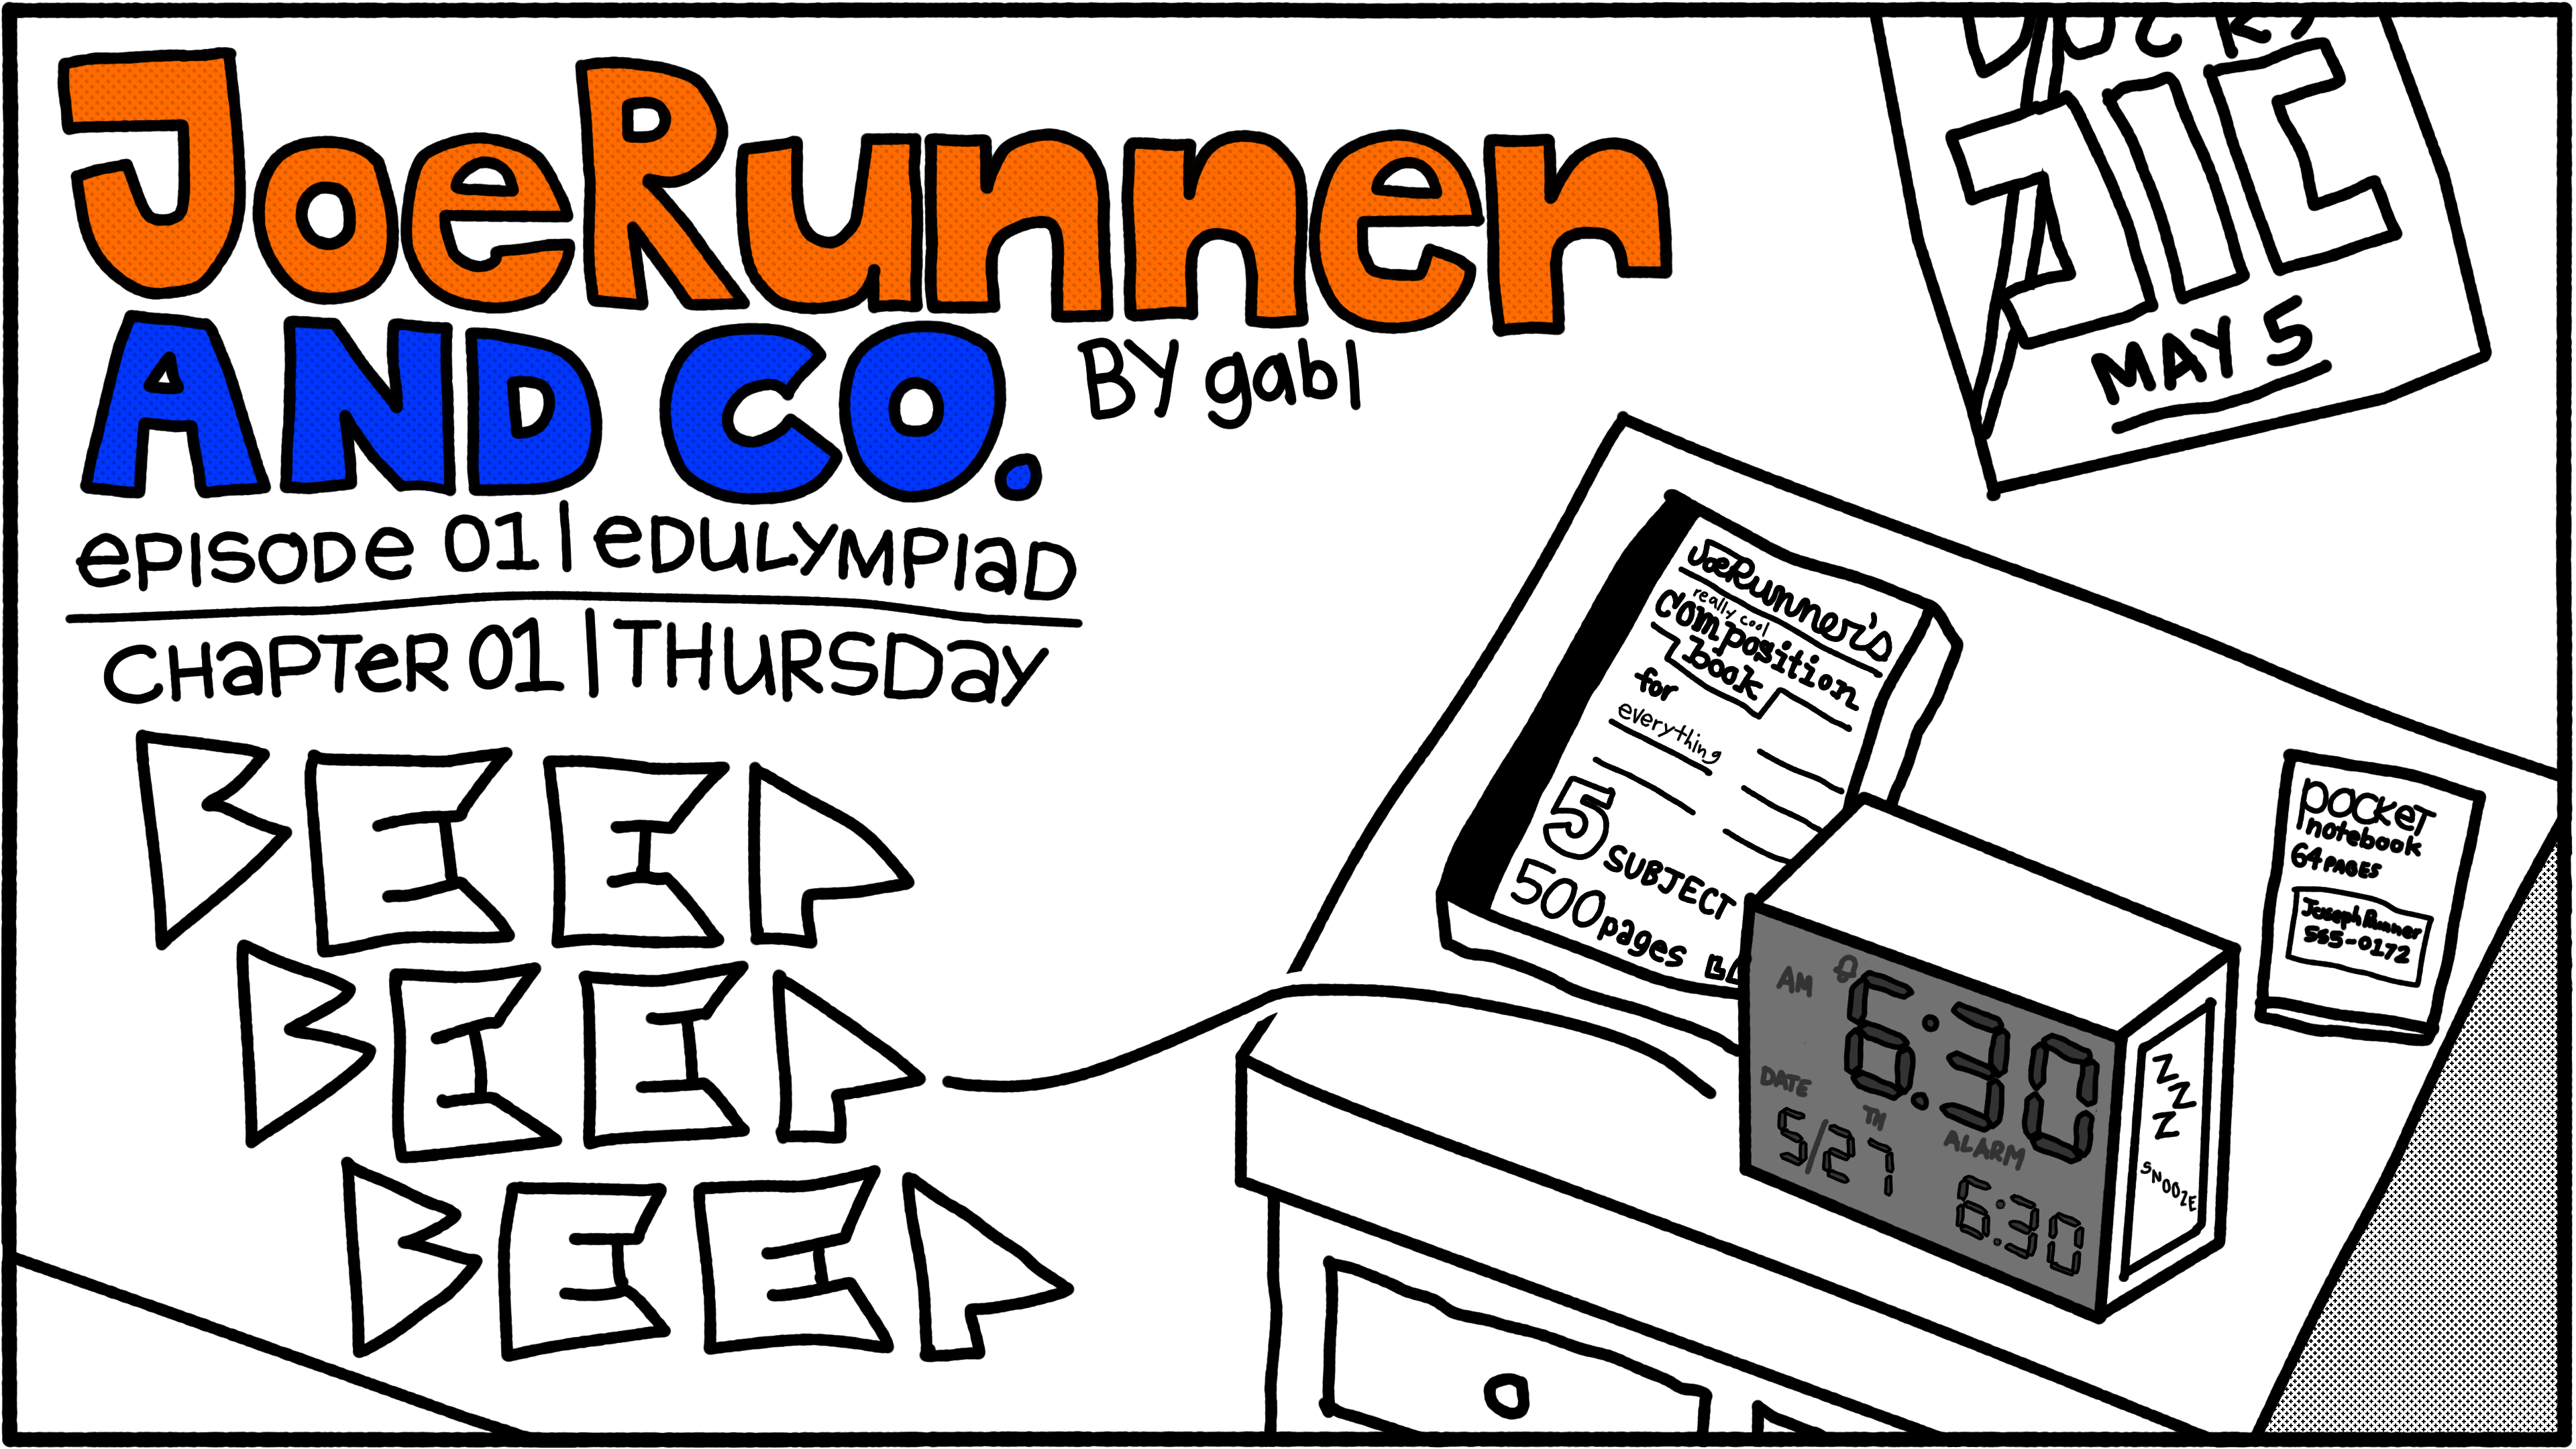 JoeRunner
AND CO.
BY gabl
ePISODe 01 | eDuLYMPIaD
CHaPTeR 01 | THuRSDaY
BEEP
BEEP
BEEP
JIC
MAY 5
JoeRunner's
really cool
composition
book
for
everything
5 SUBJECT
500 pages
POCKeT
notebook
64 PAGES
Joseph Runner
555-0172
AM
6:30
DATE
TH
ALARM
5/27
6:30
Z
Z
Z
SNOOZE